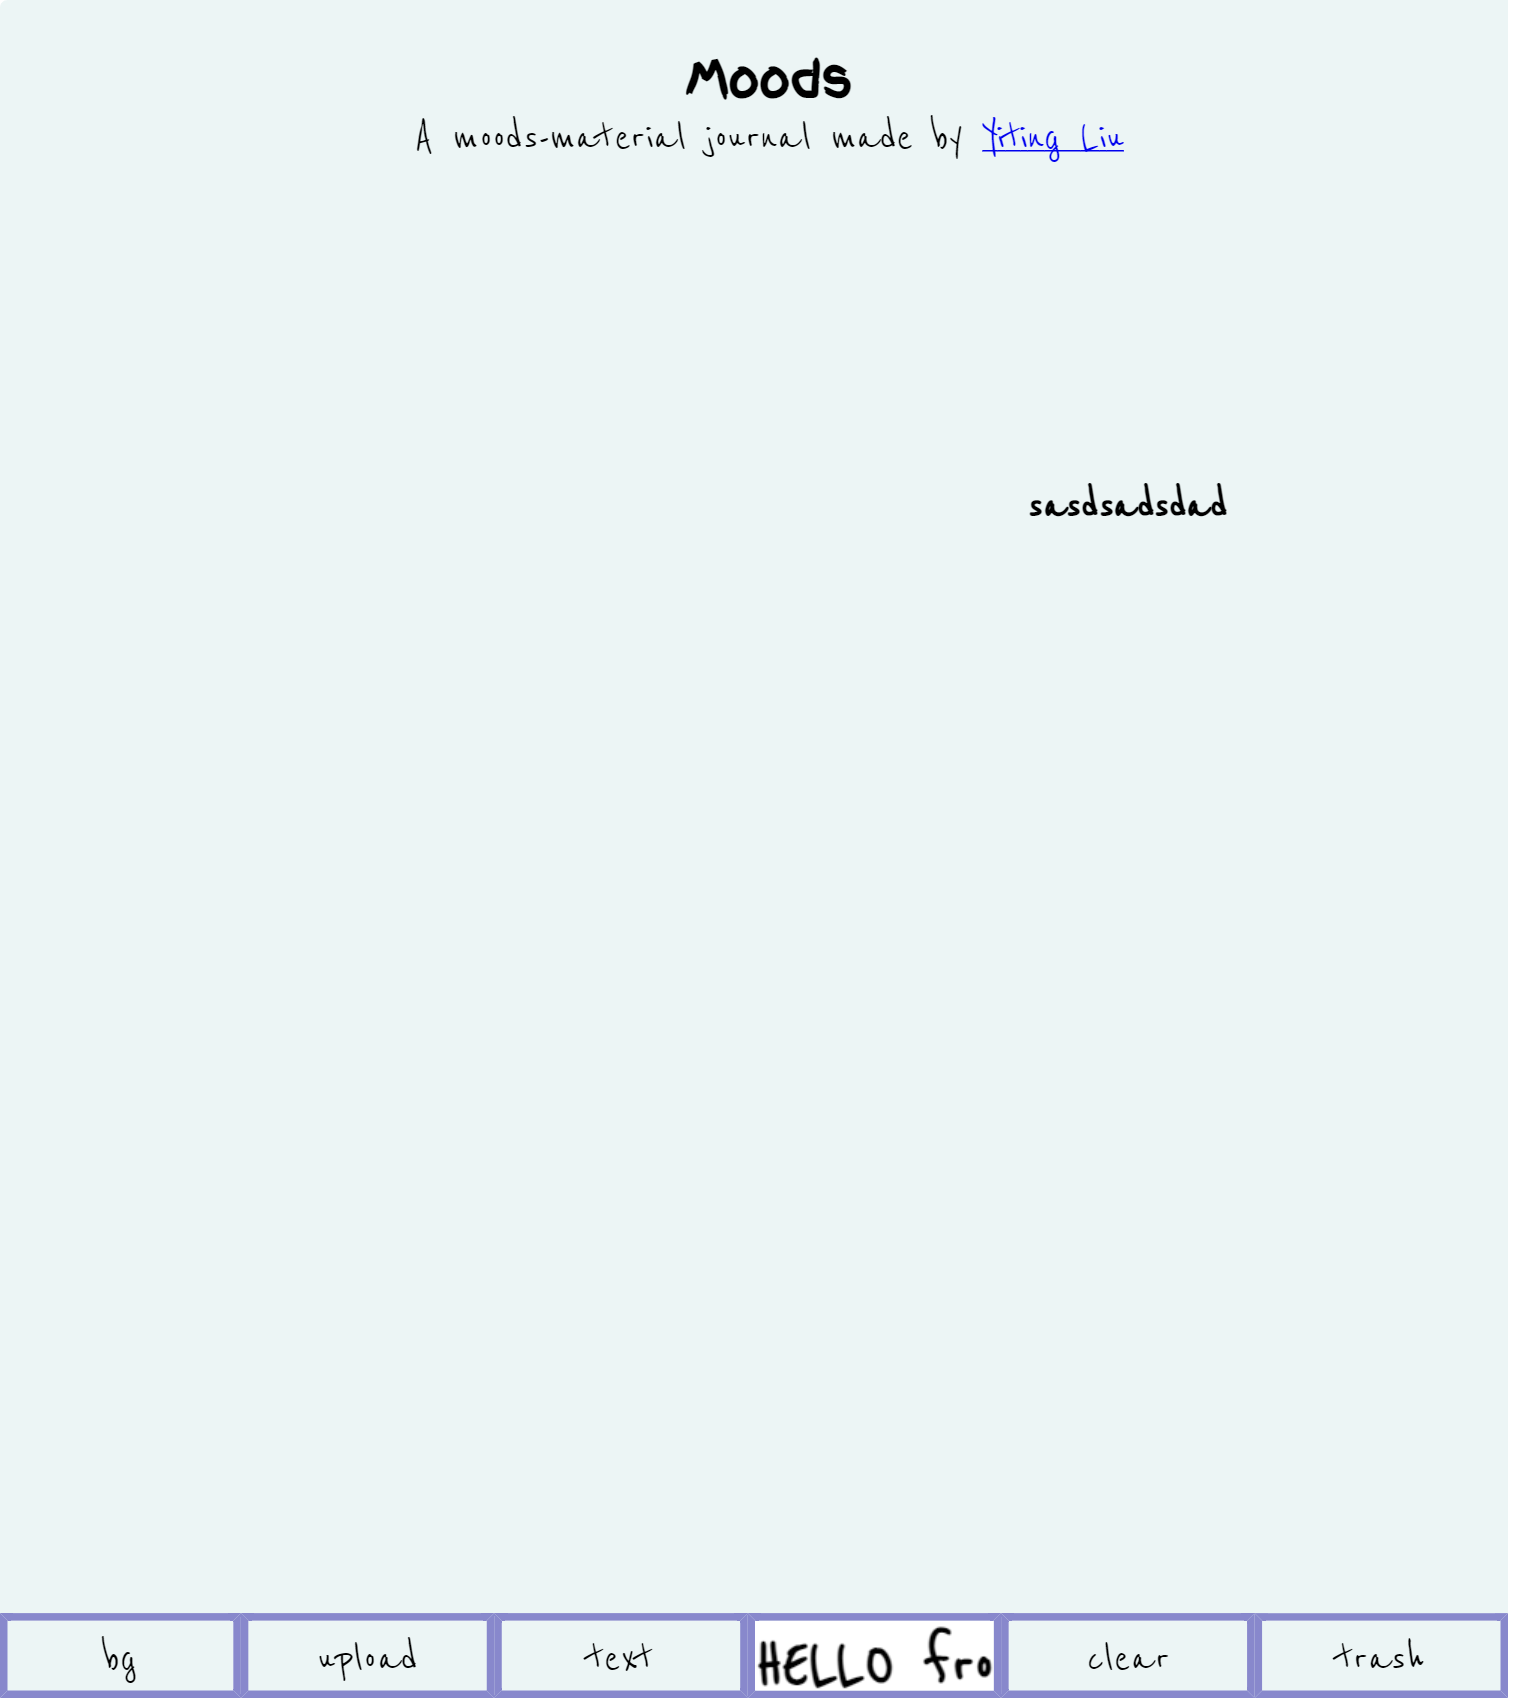 Moods
A moods-material journal made by Yiting Liu
sasdsadsdad
bg upload text HELLO fro clear trash